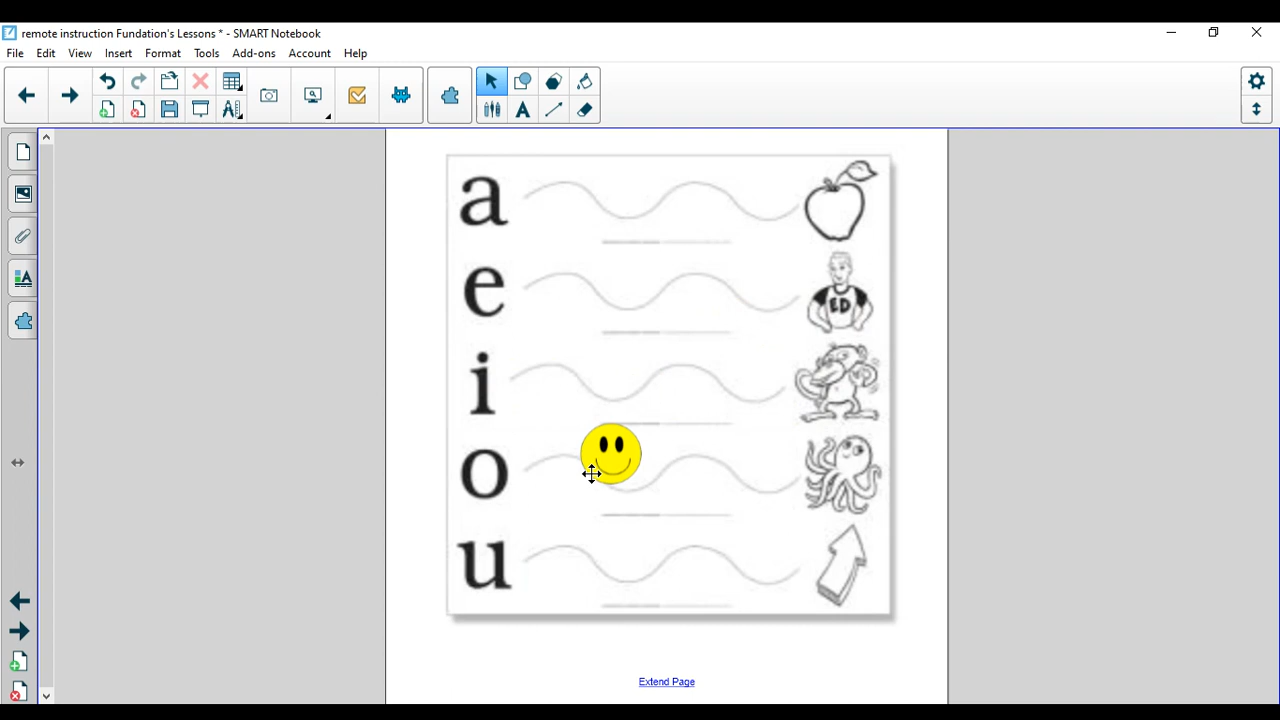 remote instruction Fundation's Lessons * - SMART Notebook
File Edit View Insert Format Tools Add-ons Account Help
a
e
ED
i
o
u
Extend Page